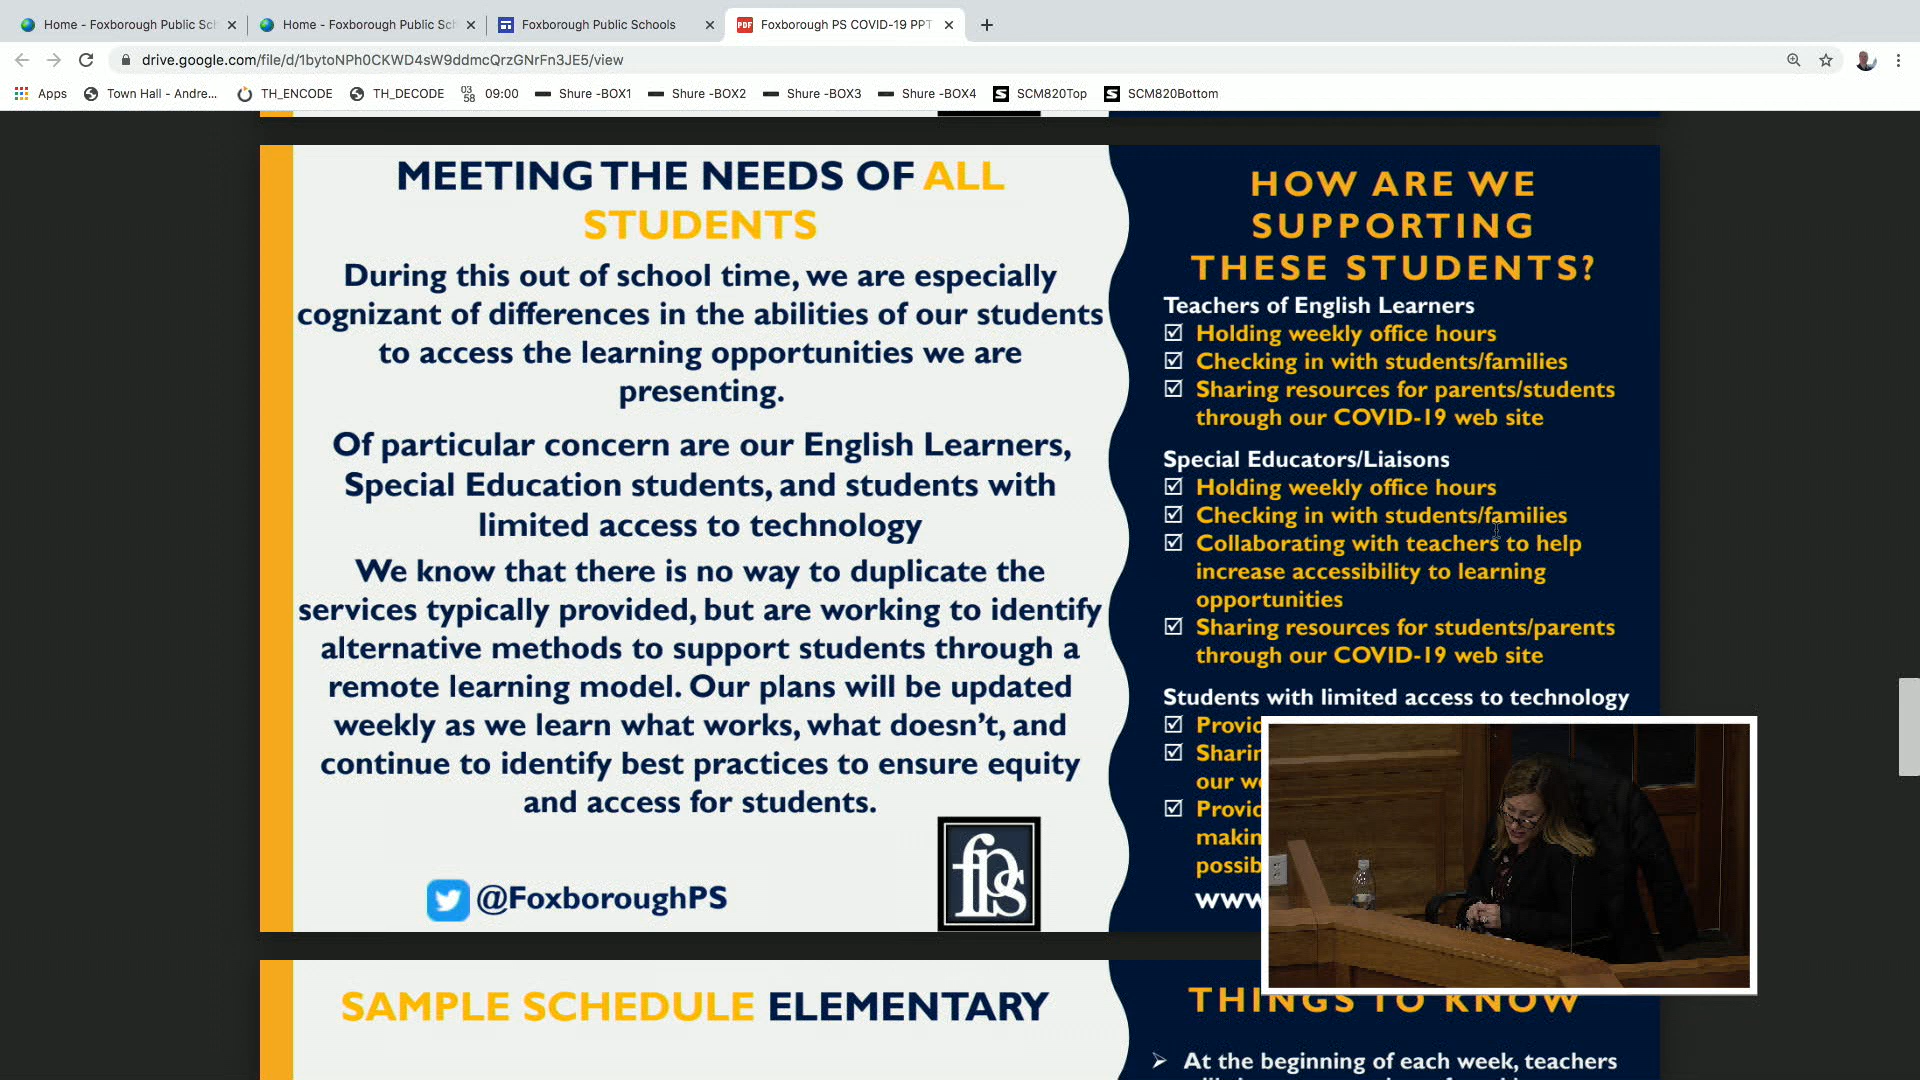 Home - Foxborough Public Sch
Home - Foxborough Public Sch
Foxborough Public Schools
PDF
Foxborough PS COVID-19 PPT
drive.google.com/file/d/1bytoNPh0CKWD4sW9ddmcQrzGNrFn3JE5/view
Apps
Town Hall - Andre...
TH_ENCODE
TH_DECODE
03
58
09:00
Shure -BOX1
Shure -BOX2
Shure -BOX3
Shure -BOX4
SCM820Top
SCM820Bottom
MEETING THE NEEDS OF ALL
STUDENTS
During this out of school time, we are especially
cognizant of differences in the abilities of our students
to access the learning opportunities we are
presenting.
Of particular concern are our English Learners,
Special Education students, and students with
limited access to technology
We know that there is no way to duplicate the
services typically provided, but are working to identify
alternative methods to support students through a
remote learning model. Our plans will be updated
weekly as we learn what works, what doesn't, and
continue to identify best practices to ensure equity
and access for students.
@FoxboroughPS
fps
HOW ARE WE
SUPPORTING
THESE STUDENTS?
Teachers of English Learners
Holding weekly office hours
Checking in with students/families
Sharing resources for parents/students
through our COVID-19 web site
Special Educators/Liaisons
Holding weekly office hours
Checking in with students/families
Collaborating with teachers to help
increase accessibility to learning
opportunities
Sharing resources for students/parents
through our COVID-19 web site
Students with limited access to technology
our
www
SAMPLE SCHEDULE ELEMENTARY
THINGS TO KNOW
At the beginning of each week, teachers